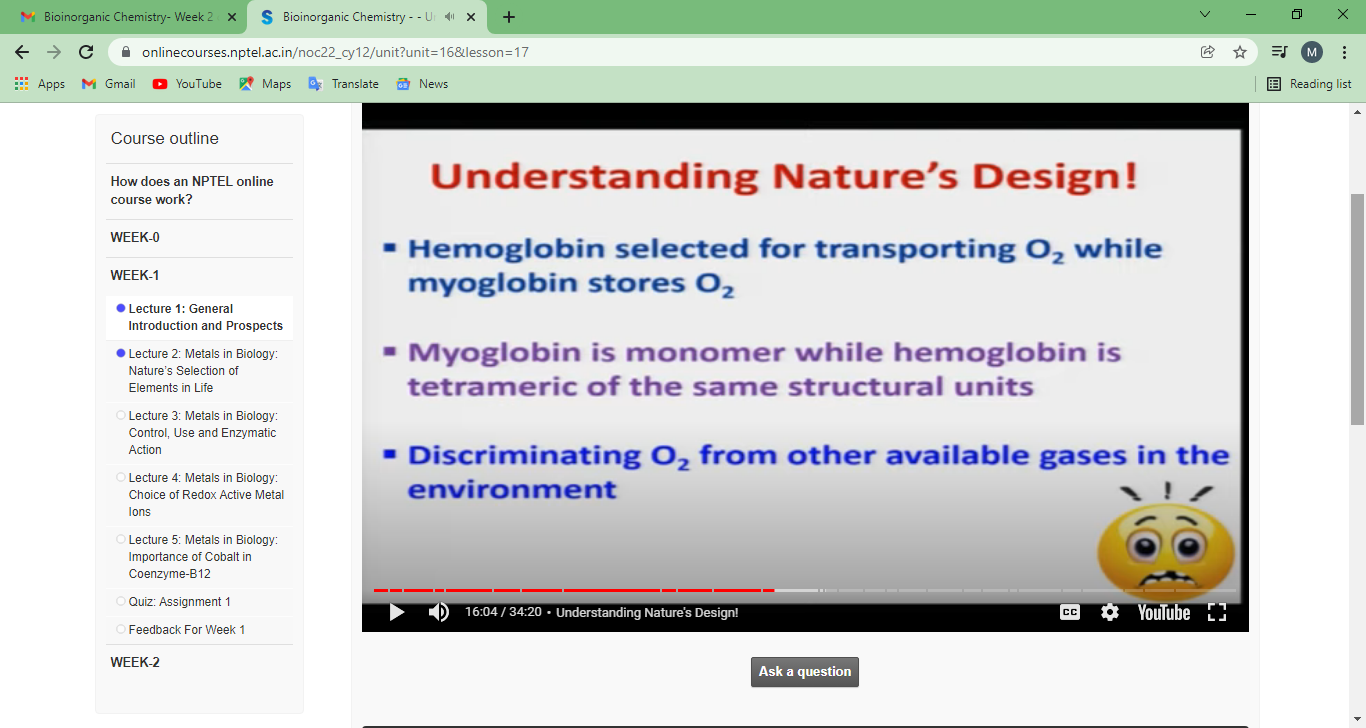 Bioinorganic Chemistry- Week 2
Bioinorganic Chemistry - - U
onlinecourses.nptel.ac.in/noc22_cy12/unit?unit=16&lesson=17
M
Apps
Gmail
YouTube
Maps
Translate
News
Reading list
Course outline
How does an NPTEL online
course work?
WEEK-0
WEEK-1
Lecture 1: General
Introduction and Prospects
Lecture 2: Metals in Biology:
Nature's Selection of
Elements in Life
Lecture 3: Metals in Biology:
Control, Use and Enzymatic
Action
Lecture 4: Metals in Biology:
Choice of Redox Active Metal
Ions
Lecture 5: Metals in Biology:
Importance of Cobalt in
Coenzyme-B12
Quiz: Assignment 1
Feedback For Week 1
WEEK-2
Understanding Nature's Design!
▪ Hemoglobin selected for transporting O₂ while
myoglobin stores O₂
▪ Myoglobin is monomer while hemoglobin is
tetrameric of the same structural units
▪ Discriminating O₂ from other available gases in the
environment
16:04 / 34:20 • Understanding Nature's Design!
CC
YouTube
Ask a question